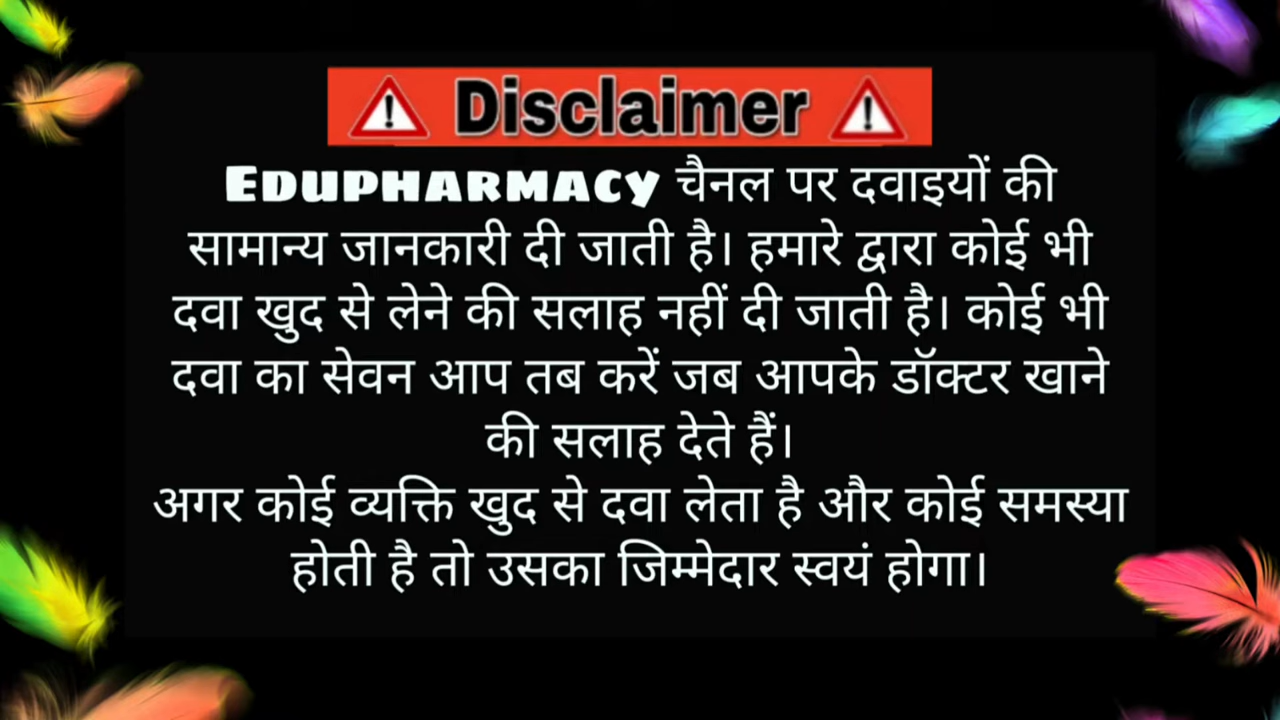 Disclaimer
Edupharmacy चैनल पर दवाइयों की
सामान्य जानकारी दी जाती है। हमारे द्वारा कोई भी
दवा खुद से लेने की सलाह नहीं दी जाती है। कोई भी
दवा का सेवन आप तब करें जब आपके डॉक्टर खाने
की सलाह देते हैं।
अगर कोई व्यक्ति खुद से दवा लेता है और कोई समस्या
होती है तो उसका जिम्मेदार स्वयं होगा।